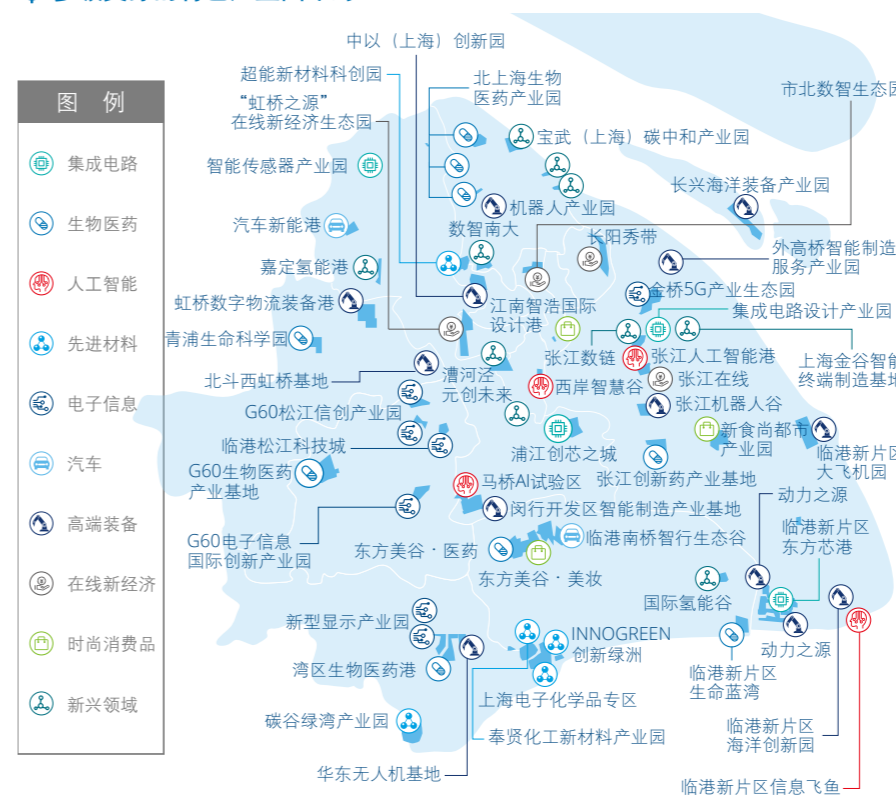 图 例
集成电路
生物医药
人工智能
先进材料
电子信息
汽车
高端装备
在线新经济
时尚消费品
新兴领域
中以（上海）创新园
超能新材料科创园
北上海生物
医药产业园
市北数智生态园
“虹桥之源”
在线新经济生态园
宝武（上海）碳中和产业园
智能传感器产业园
长兴海洋装备产业园
机器人产业园
汽车新能港
数智南大
长阳秀带
外高桥智能制造
服务产业园
嘉定氢能港
金桥5G产业生态园
虹桥数字物流装备港
江南智浩国际
设计港
集成电路设计产业园
青浦生命科学园
张江数链
张江人工智能港
上海金谷智能
终端制造基地
北斗西虹桥基地
漕河泾
元创未来
西岸智慧谷
张江在线
张江机器人谷
G60松江信创产业园
新食尚都市
产业园
临港松江科技城
浦江创芯之城
临港新片区
大飞机园
G60生物医药
产业基地
马桥AI试验区
张江创新药产业基地
动力之源
闵行开发区智能制造产业基地
临港新片区
东方芯港
G60电子信息
国际创新产业园
东方美谷·医药
临港南桥智行生态谷
东方美谷·美妆
国际氢能谷
新型显示产业园
INNOGREEN
创新绿洲
动力之源
湾区生物医药港
临港新片区
生命蓝湾
上海电子化学品专区
碳谷绿湾产业园
奉贤化工新材料产业园
临港新片区
海洋创新园
华东无人机基地
临港新片区信息飞鱼